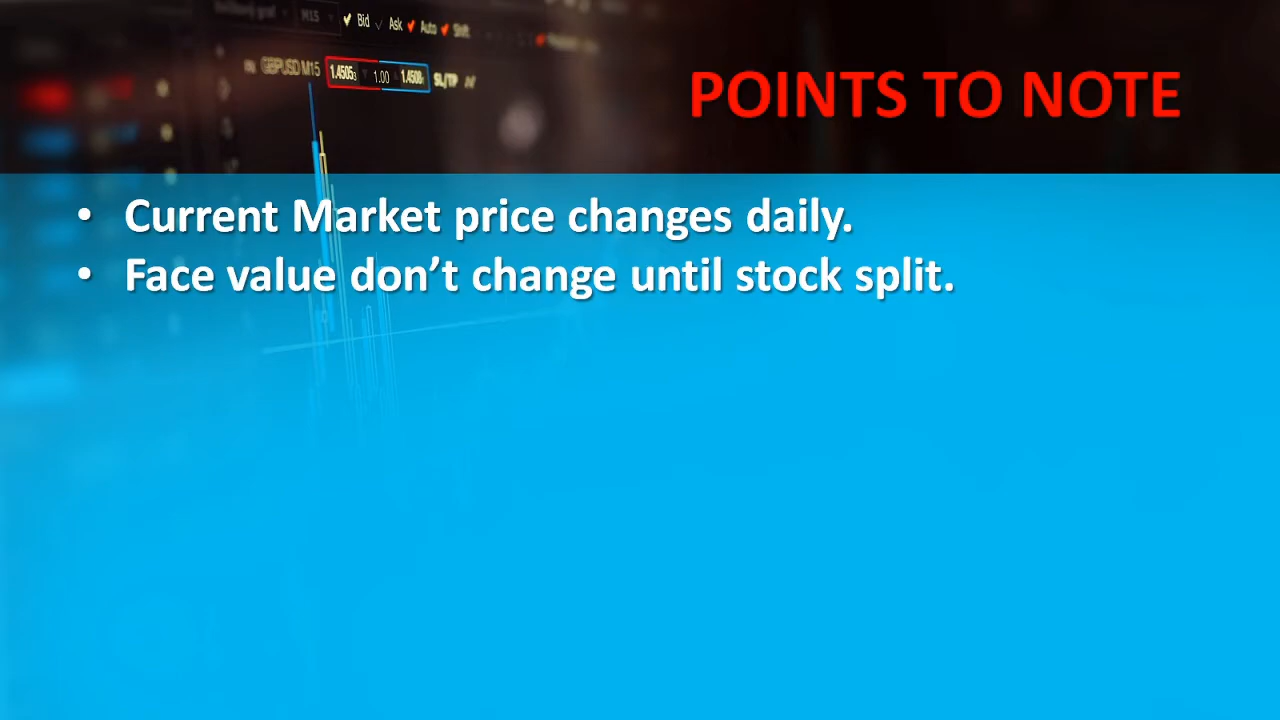 M15 Bid Ask Auto Shift
GBPUSD M15 1.4505 1.00 1.4508 SL/TP
POINTS TO NOTE
• Current Market price changes daily.
• Face value don’t change until stock split.